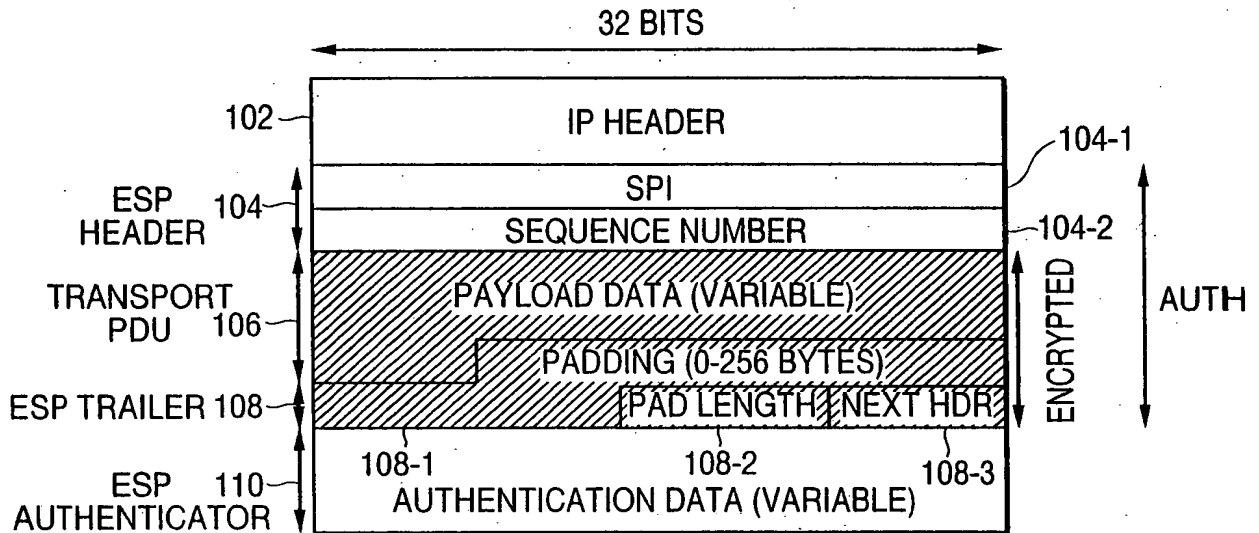 32 BITS
102
IP HEADER
104-1
SPI
ESP
HEADER
104
SEQUENCE NUMBER
104-2
TRANSPORT
PDU
106
PAYLOAD DATA (VARIABLE)
ENCRYPTED
AUTH
PADDING (0-256 BYTES)
ESP TRAILER
108
PAD LENGTH
NEXT HDR
108-1
108-2
108-3
ESP
AUTHENTICATOR
110
AUTHENTICATION DATA (VARIABLE)